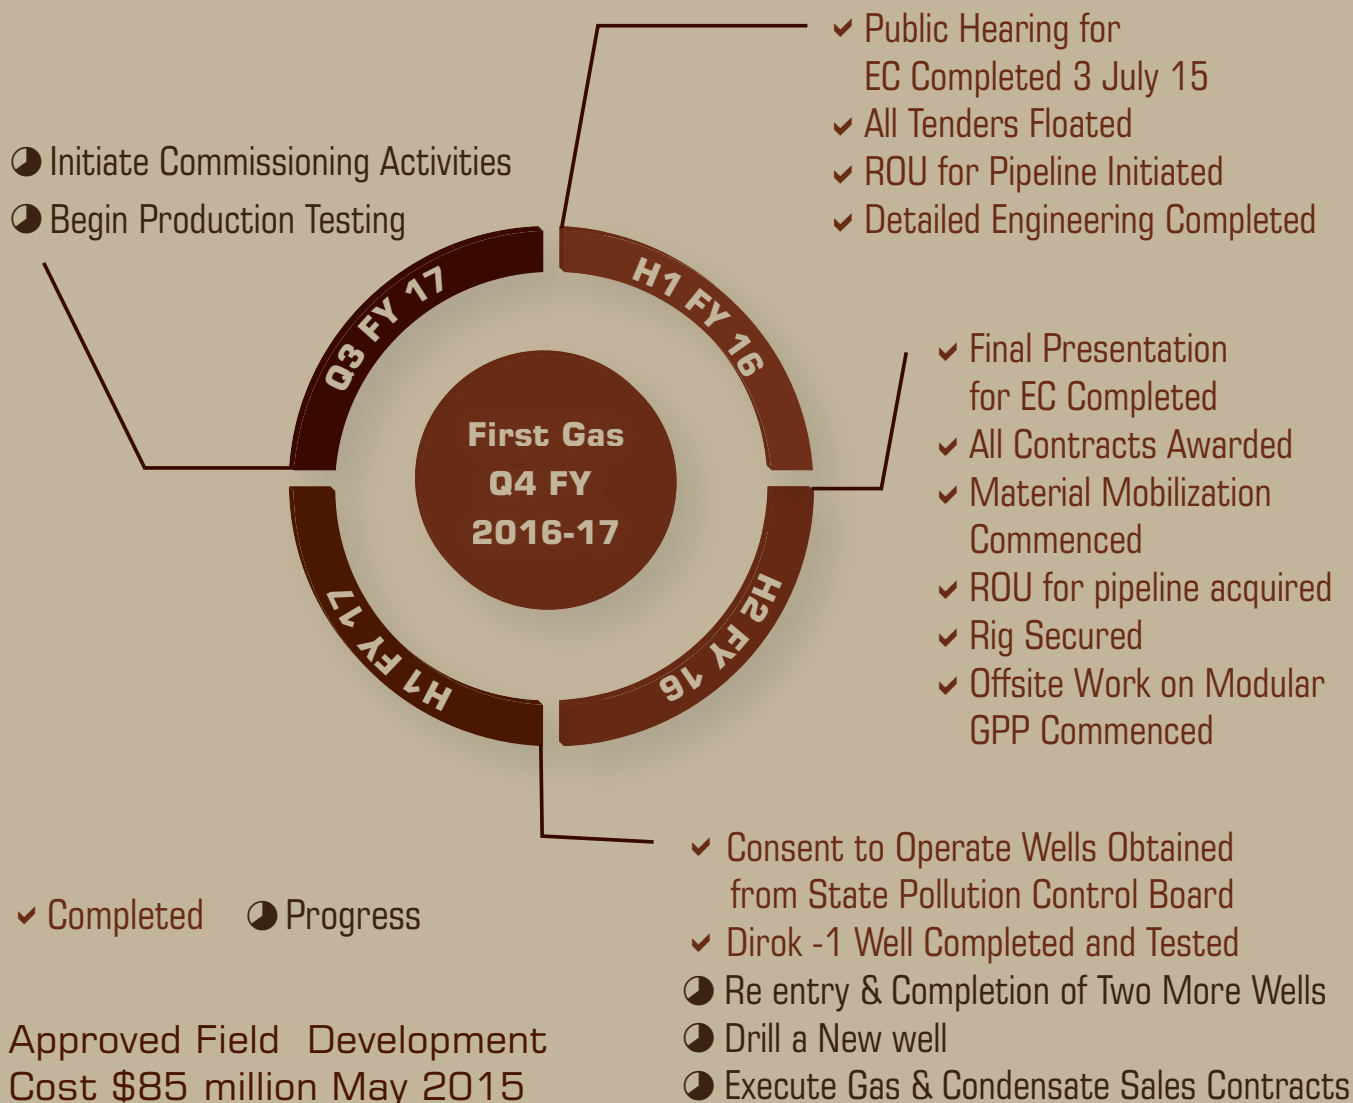 Public Hearing for
EC Completed 3 July 15
All Tenders Floated
ROU for Pipeline Initiated
Detailed Engineering Completed
Initiate Commissioning Activities
Begin Production Testing
Q3 FY 17
H1 FY 16
First Gas
Q4 FY
2016-17
Final Presentation
for EC Completed
All Contracts Awarded
Material Mobilization
Commenced
ROU for pipeline acquired
Rig Secured
Offsite Work on Modular
GPP Commenced
H1 FY 17
H2 FY 16
Consent to Operate Wells Obtained
from State Pollution Control Board
Dirok -1 Well Completed and Tested
Re entry & Completion of Two More Wells
Drill a New well
Execute Gas & Condensate Sales Contracts
Completed
Progress
Approved Field Development
Cost $85 million May 2015